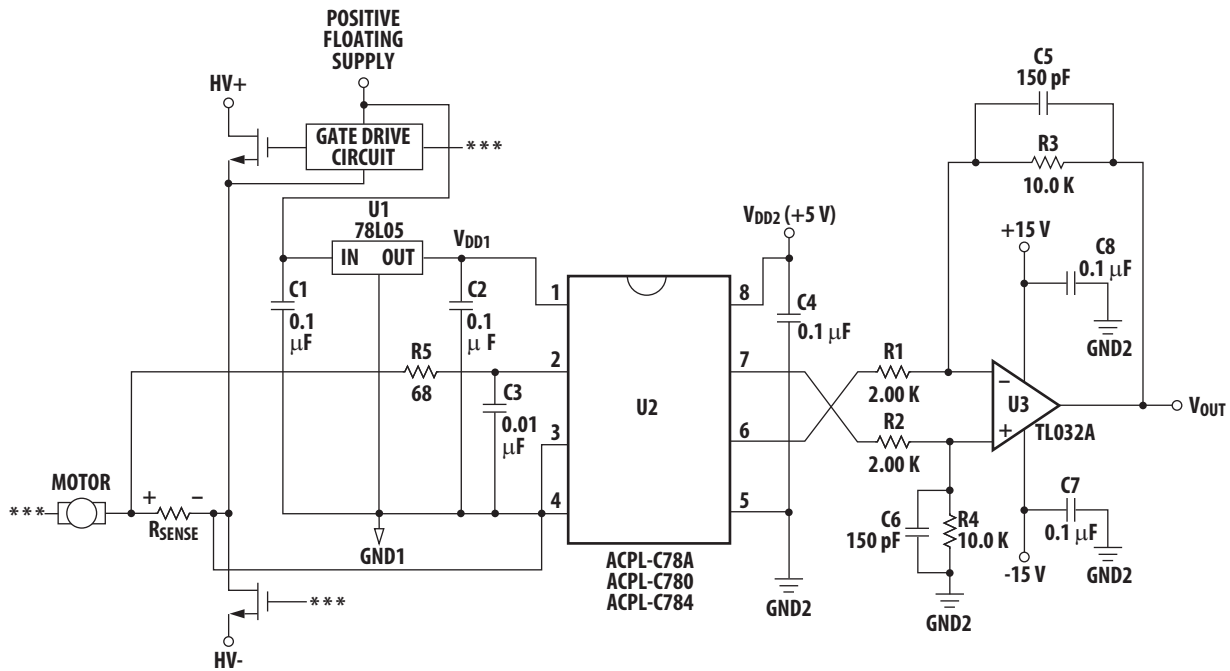 POSITIVE
FLOATING
SUPPLY
HV+
GATE DRIVE
CIRCUIT
***
U1
78L05
IN OUT
VDD1
C1
0.1
μF
C2
0.1
μ F
R5
68
C3
0.01
μF
MOTOR
***
+ −
RSENSE
GND1
***
HV-
1
2
3
4
U2
8
7
6
5
ACPL-C78A
ACPL-C780
ACPL-C784
VDD2 (+5 V)
C4
0.1 μF
GND2
R1
2.00 K
R2
2.00 K
C5
150 pF
R3
10.0 K
+15 V
C8
0.1 μF
GND2
−
+
U3
TL032A
VOUT
C6
150 pF
R4
10.0 K
GND2
C7
0.1 μF
-15 V
GND2